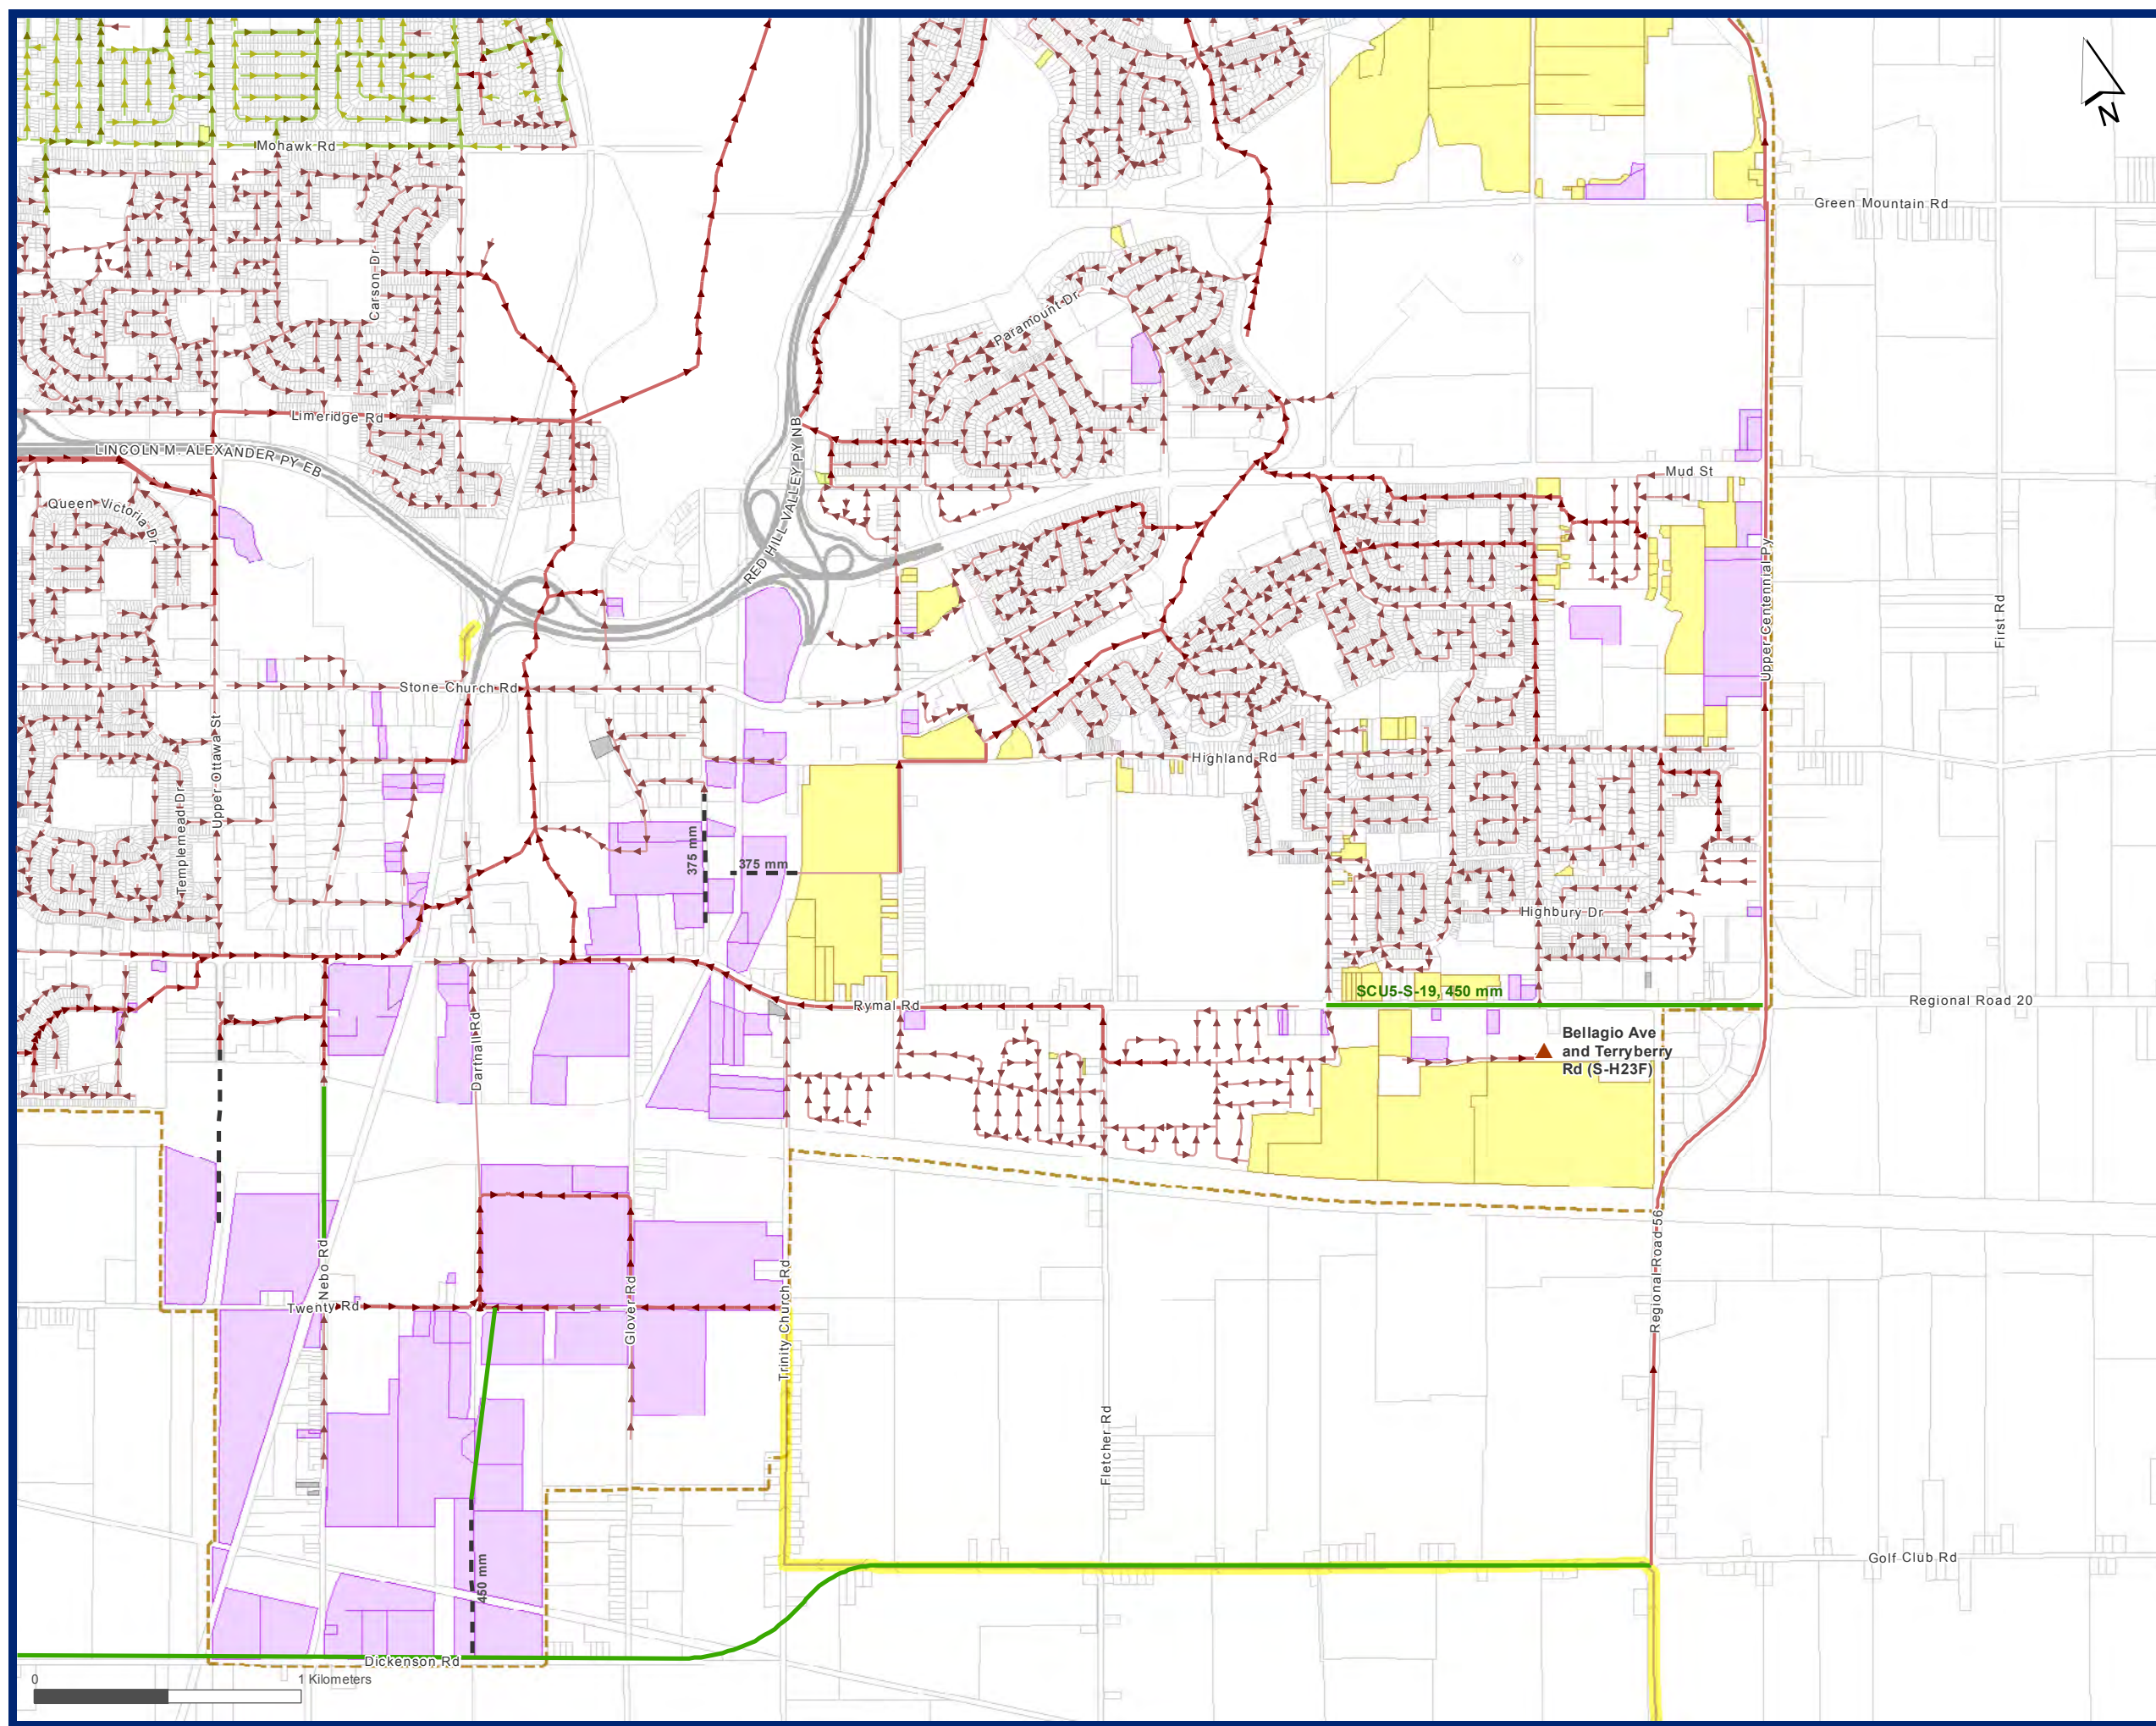 N
Mohawk Rd
Green Mountain Rd
Carson Dr
Paramount Dr
Limeridge Rd
LINCOLN M. ALEXANDER PY EB
RED HILL VALLEY PY NB
Mud St
Queen Victoria Dr
Upper Centennial Py
First Rd
Stone Church Rd
Upper Ottawa St
Highland Rd
Templemead Dr
375 mm
375 mm
Highbury Dr
SCU5-S-19, 450 mm
Rymal Rd
Regional Road 20
Bellagio Ave
and Terryberry
Rd (S-H23F)
Dartnall Rd
Nebo Rd
Twenty Rd
Glover Rd
Trinity Church Rd
Regional Road 56
Fletcher Rd
450 mm
Golf Club Rd
Dickenson Rd
0
1 Kilometers